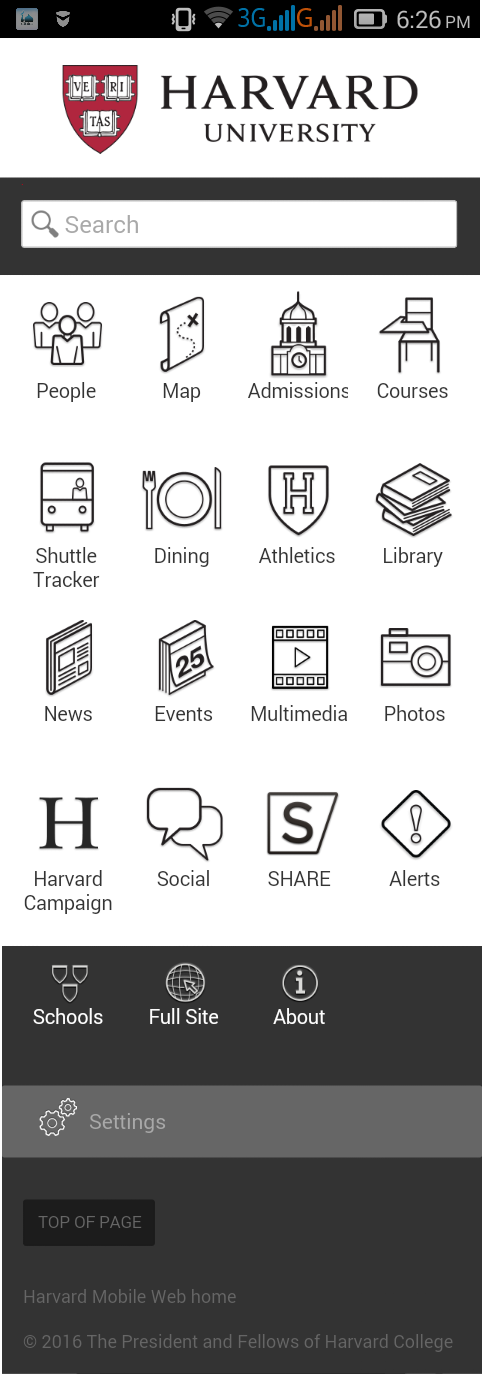 3G G 6:26 PM
VE RI
TAS
HARVARD
UNIVERSITY
Search
People Map Admissions Courses
Shuttle Tracker Dining Athletics Library
25
News Events Multimedia Photos
H
S
Harvard Campaign Social SHARE Alerts
Schools Full Site About
Settings
TOP OF PAGE
Harvard Mobile Web home
© 2016 The President and Fellows of Harvard College